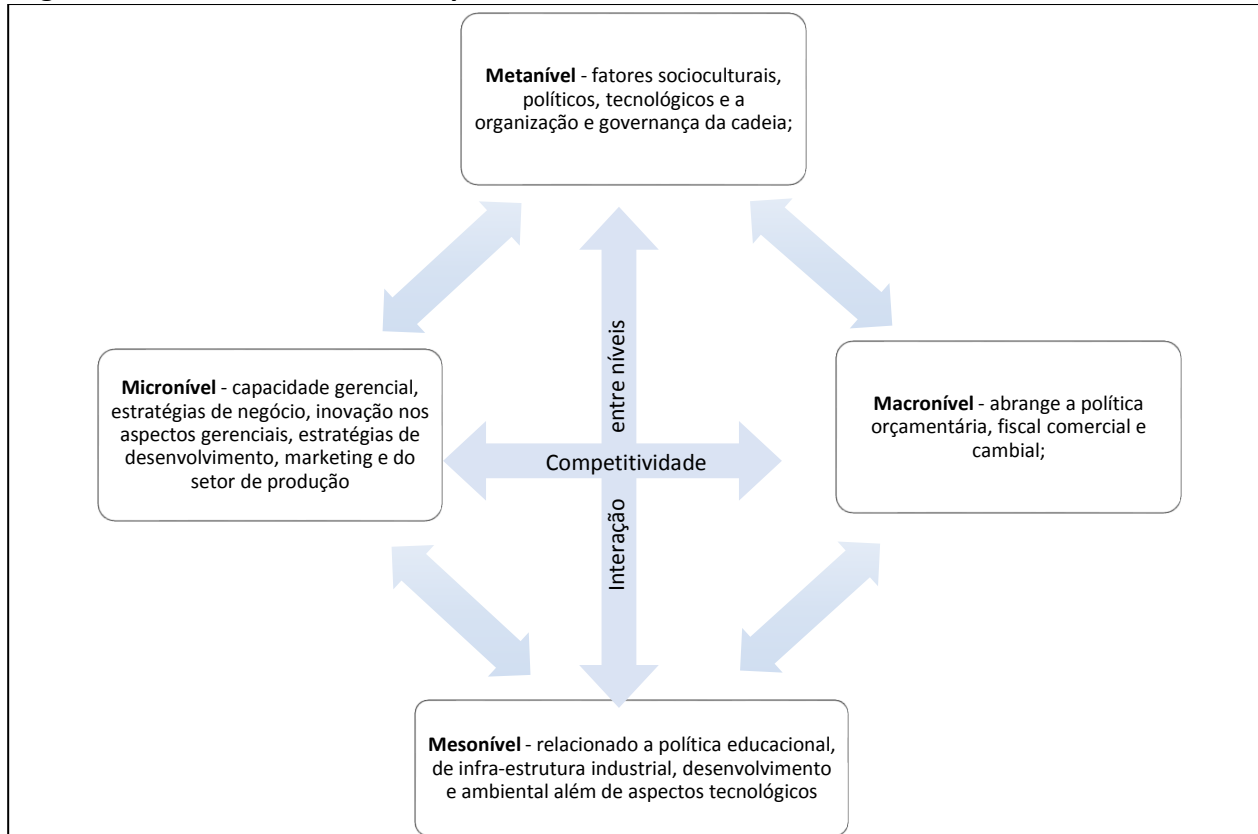 Metanível - fatores socioculturais,
políticos, tecnológicos e a
organização e governança da cadeia;
Micronível - capacidade gerencial,
estratégias de negócio, inovação nos
aspectos gerenciais, estratégias de
desenvolvimento, marketing e do
setor de produção
entre níveis
Competitividade
Interação
Macronível - abrange a política
orçamentária, fiscal comercial e
cambial;
Mesonível - relacionado a política educacional,
de infra-estrutura industrial, desenvolvimento
e ambiental além de aspectos tecnológicos